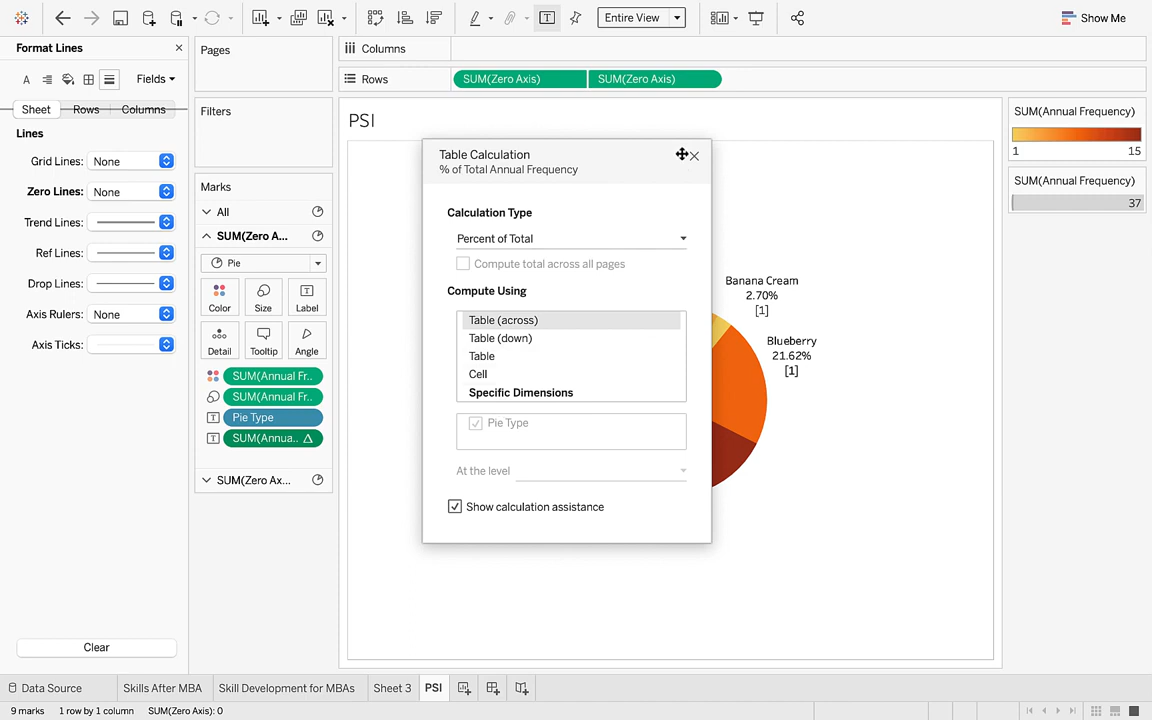 Entire View
Show Me
Format Lines
Fields
Sheet
Rows
Columns
Lines
Grid Lines:
None
Zero Lines:
None
Trend Lines:
Ref Lines:
Drop Lines:
Axis Rulers:
None
Axis Ticks:
Clear
Pages
Filters
Marks
All
SUM(Zero A...
Pie
Color
Size
Label
Detail
Tooltip
Angle
SUM(Annual Fr..
SUM(Annual Fr..
Pie Type
SUM(Annua..
SUM(Zero Ax...
Columns
Rows
SUM(Zero Axis)
SUM(Zero Axis)
PSI
Table Calculation
% of Total Annual Frequency
Calculation Type
Percent of Total
Compute total across all pages
Compute Using
Table (across)
Table (down)
Table
Cell
Specific Dimensions
Pie Type
At the level
Show calculation assistance
Banana Cream
2.70%
[1]
Blueberry
21.62%
[1]
SUM(Annual Frequency)
1
15
SUM(Annual Frequency)
37
Data Source
Skills After MBA
Skill Development for MBAs
Sheet 3
PSI
9 marks
1 row by 1 column
SUM(Zero Axis): 0